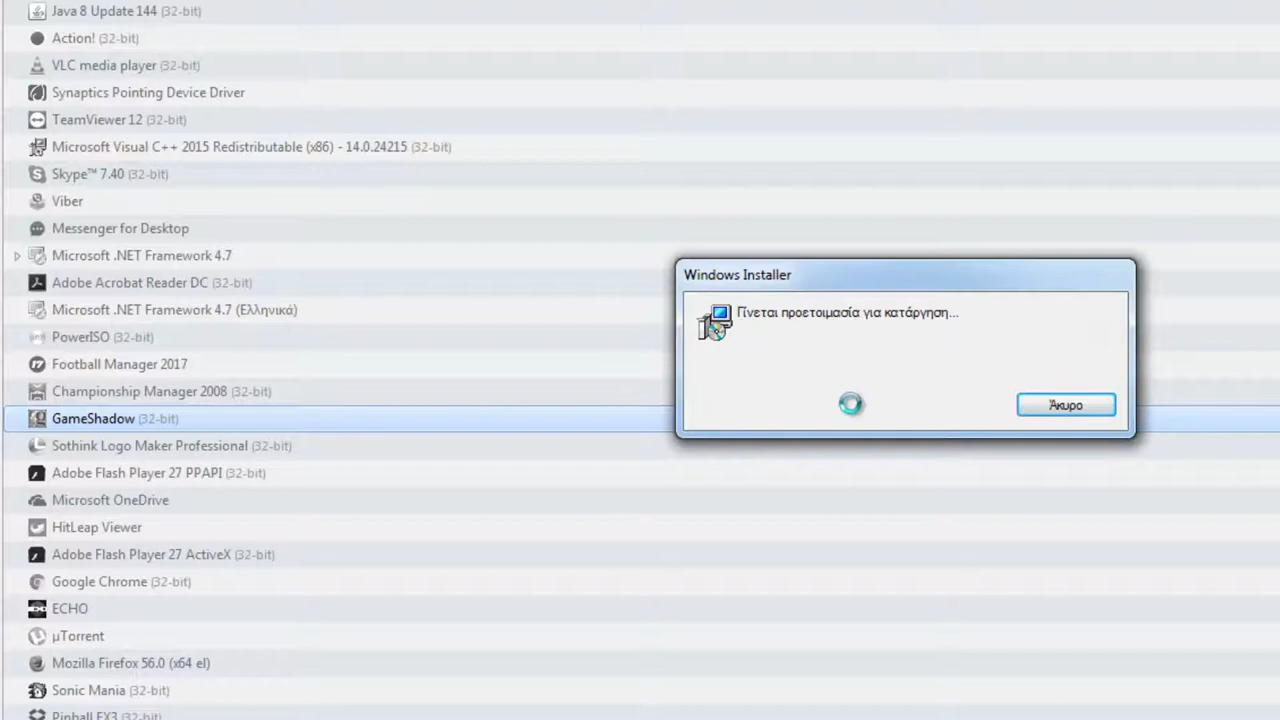 Java 8 Update 144 (32-bit)
Action! (32-bit)
VLC media player (32-bit)
Synaptics Pointing Device Driver
TeamViewer 12 (32-bit)
Microsoft Visual C++ 2015 Redistributable (x86) - 14.0.24215 (32-bit)
Skype™ 7.40 (32-bit)
Viber
Messenger for Desktop
Microsoft .NET Framework 4.7
Windows Installer
Adobe Acrobat Reader DC (32-bit)
Microsoft .NET Framework 4.7 (Ελληνικά)
Γίνεται προετοιμασία για κατάργηση...
PowerISO (32-bit)
Football Manager 2017
Championship Manager 2008 (32-bit)
Άκυρο
GameShadow (32-bit)
Sothink Logo Maker Professional (32-bit)
Adobe Flash Player 27 PPAPI (32-bit)
Microsoft OneDrive
HitLeap Viewer
Adobe Flash Player 27 ActiveX (32-bit)
Google Chrome (32-bit)
ECHO
µTorrent
Mozilla Firefox 56.0 (x64 el)
Sonic Mania (32-bit)
Pinball FX3 (32-bit)